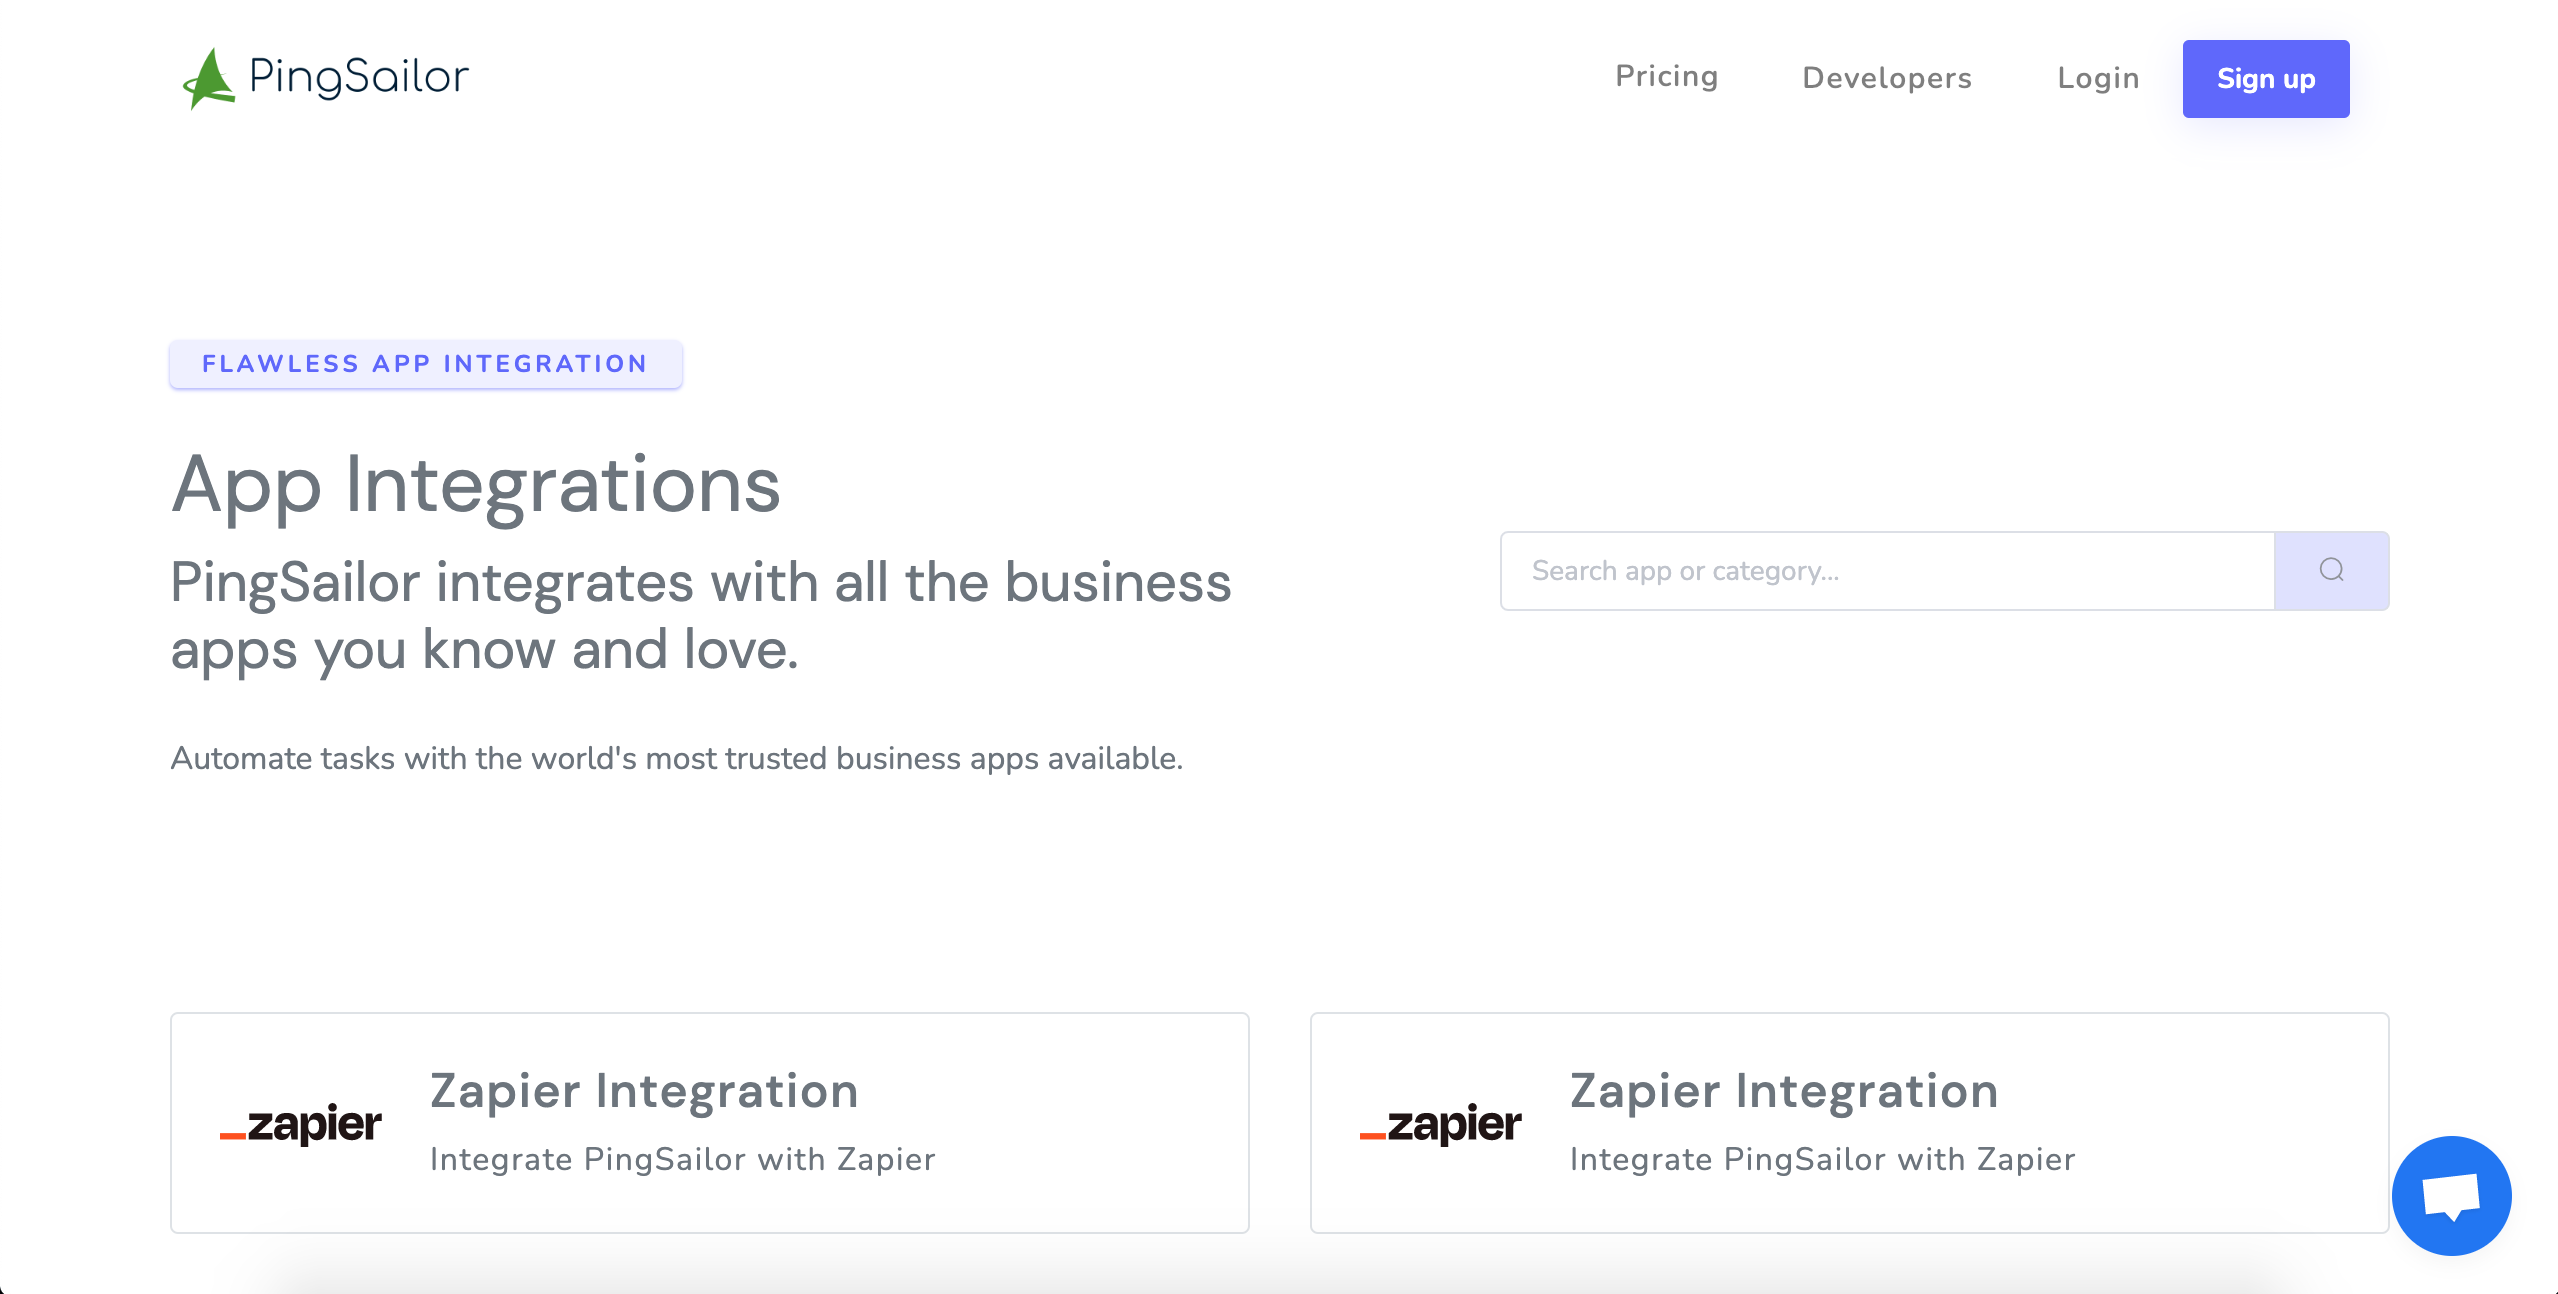 PingSailor
Pricing
Developers
Login
Sign up
FLAWLESS APP INTEGRATION
App Integrations
PingSailor integrates with all the business
apps you know and love.
Automate tasks with the world's most trusted business apps available.
Search app or category...
zapier
Zapier Integration
Integrate PingSailor with Zapier
zapier
Zapier Integration
Integrate PingSailor with Zapier